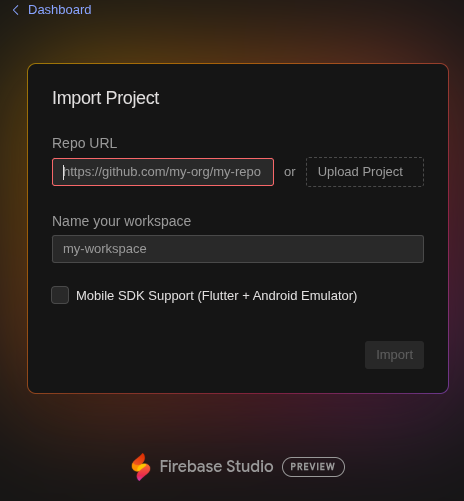 Dashboard
Import Project
Repo URL
https://github.com/my-org/my-repo or Upload Project
Name your workspace
my-workspace
Mobile SDK Support (Flutter + Android Emulator)
Import
Firebase Studio PREVIEW